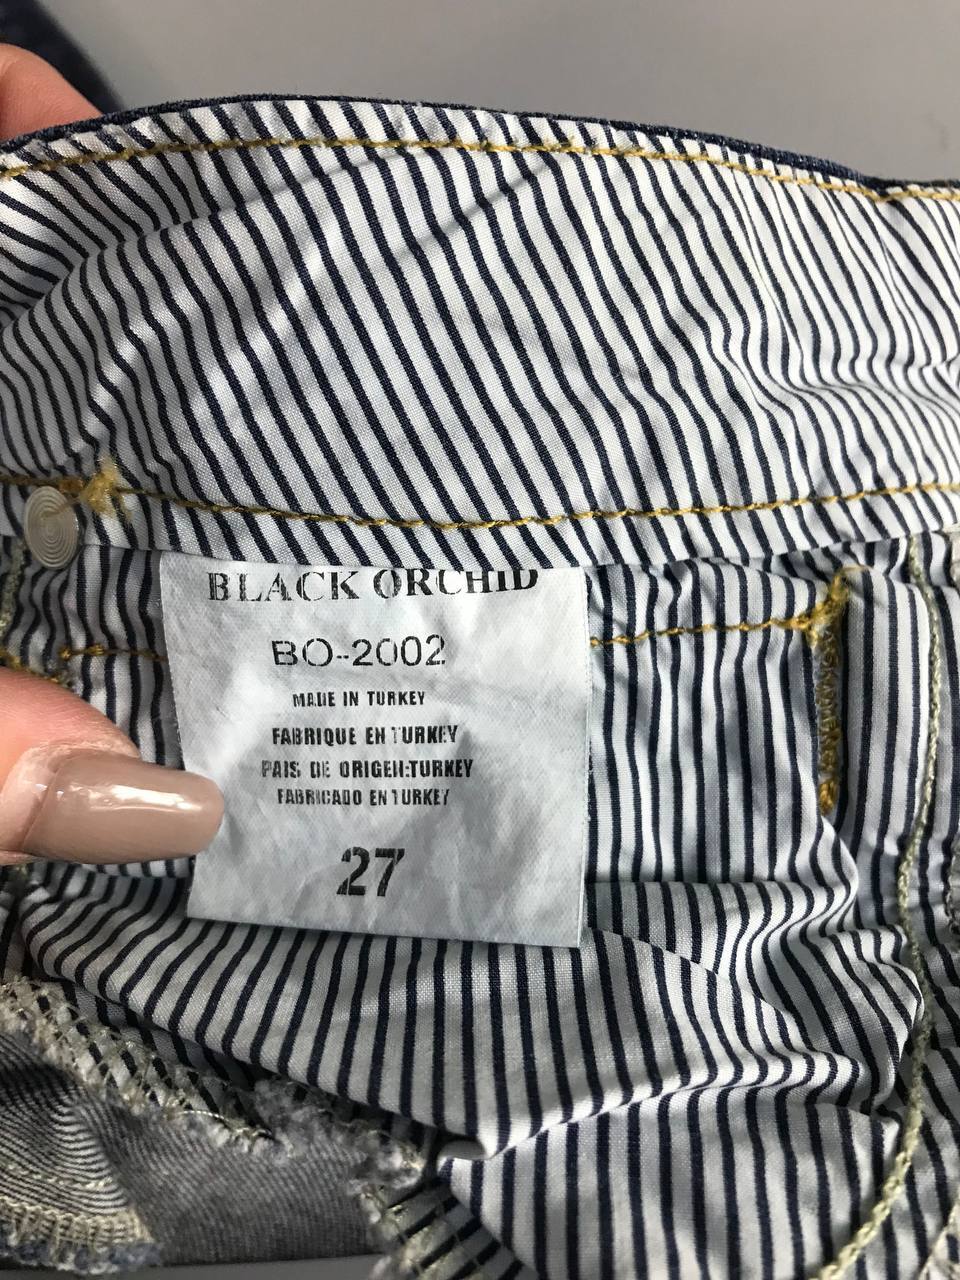 BLACK ORCHID
BO-2002
MADE IN TURKEY
FABRIQUE EN TURKEY
PAIS DE ORIGEN:TURKEY
FABRICADO EN TURKEY
27